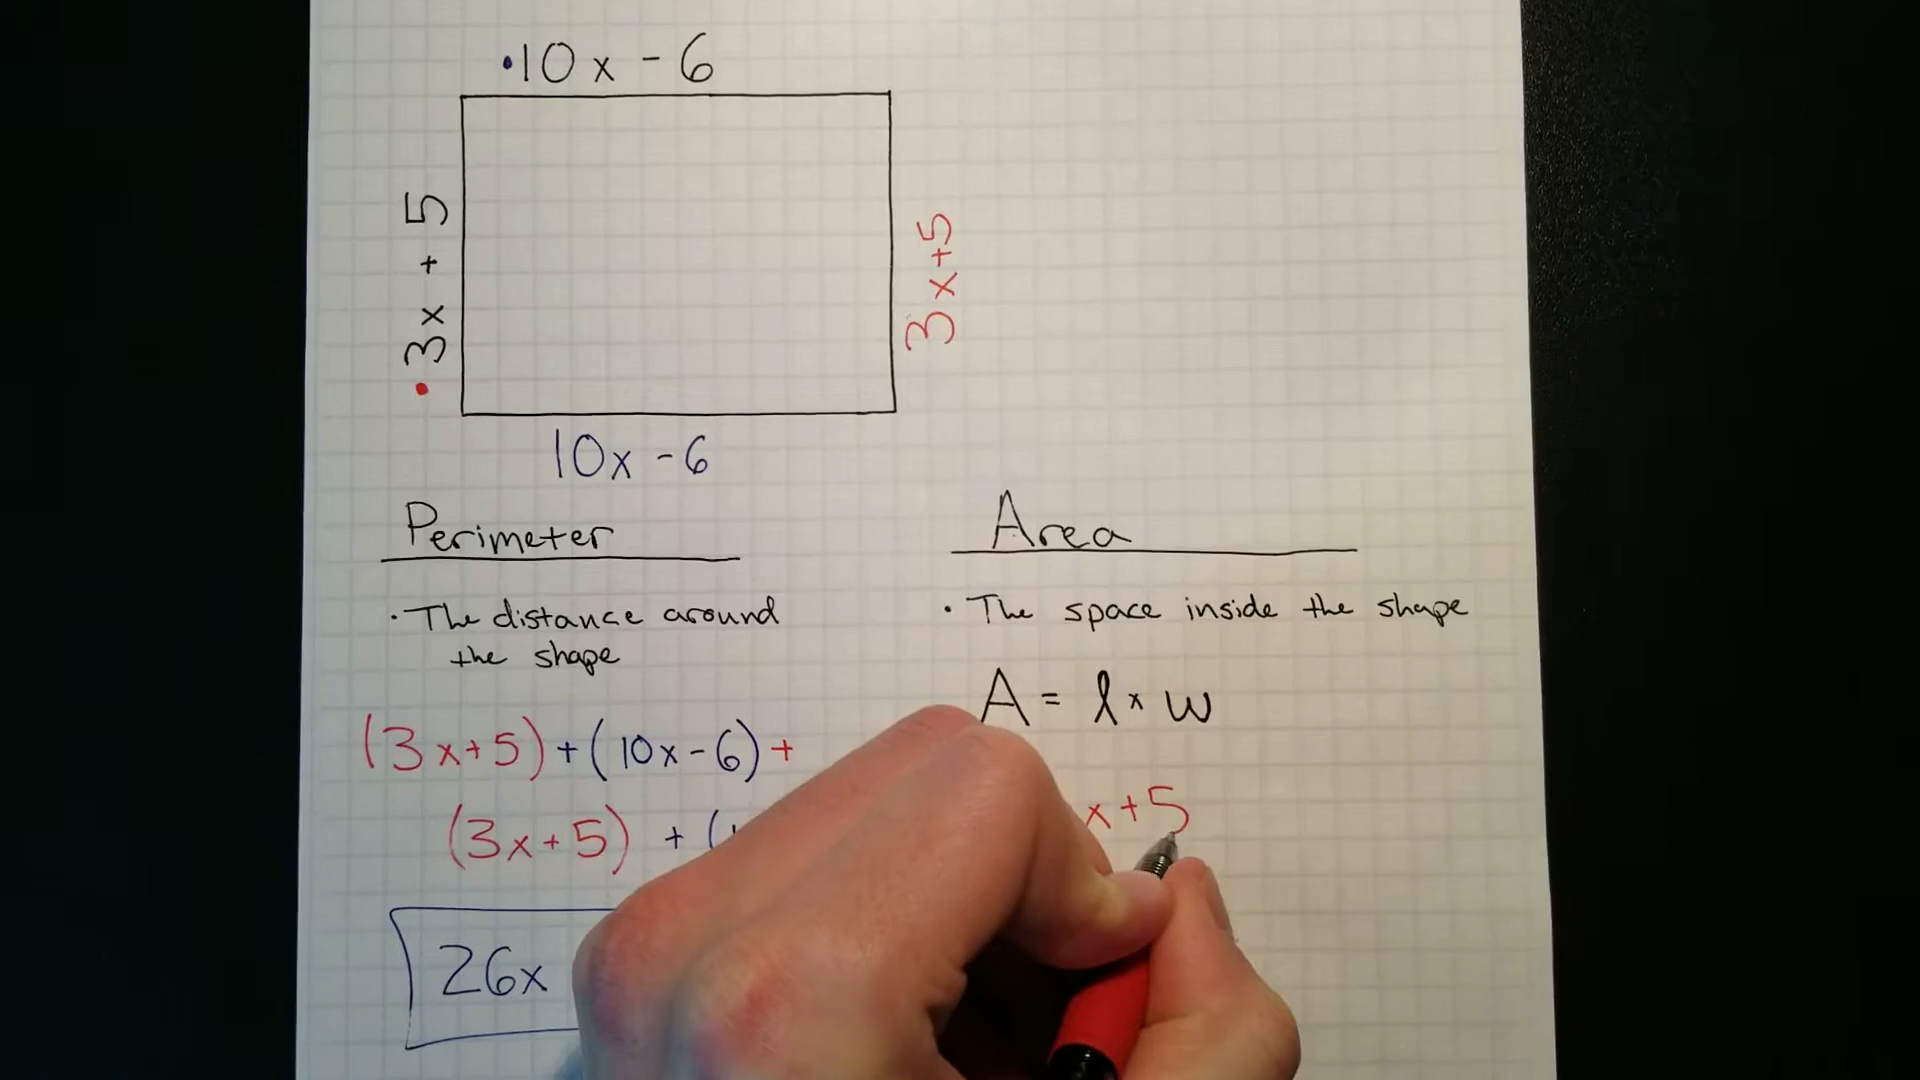 10x - 6
3x + 5
3x+5
10x - 6
Perimeter
Area
• The distance around
the shape
• The space inside the shape
A = l × w
(3x+5)+(10x-6)+
(3x+5) + (
x+5
26x